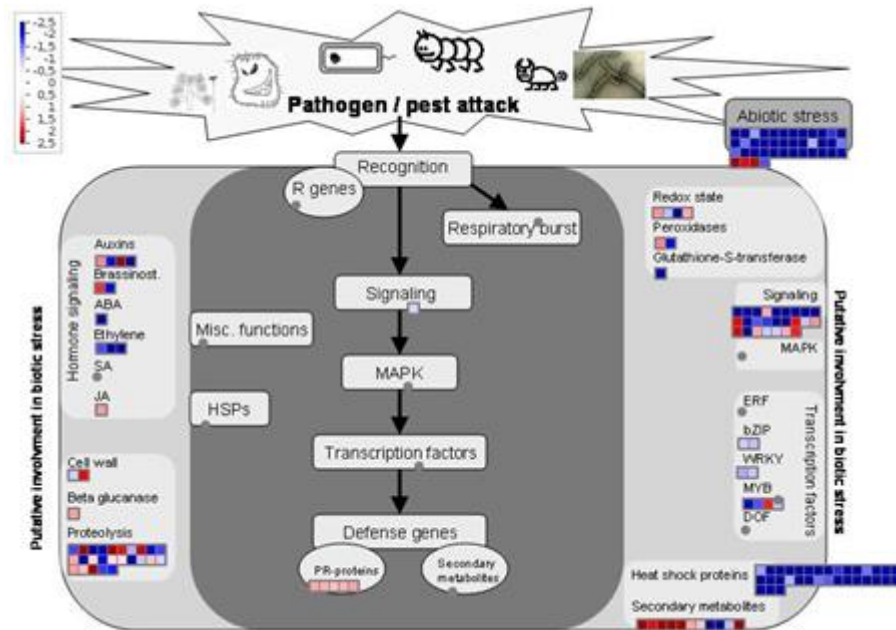 -2.5
-2
-1.5
-1
-0.5
0
0.5
1
1.5
2
2.5
Pathogen / pest attack
Abiotic stress
Recognition
R genes
Respiratory burst
Redox state
Peroxidases
Glutathione-S-transferase
Putative involvment in biotic stress
Hormone signaling
Auxins
Brassinost.
ABA
Ethylene
SA
JA
Signaling
Misc. functions
MAPK
HSPs
Transcription factors
Defense genes
PR-proteins
Secondary
metabolites
Signaling
MAPK
Putative involvment in biotic stress
ERF
bZIP
WRKY
MYB
DOF
Transcription factors
Cell wall
Beta glucanase
Proteolysis
Heat shock proteins
Secondary metabolites